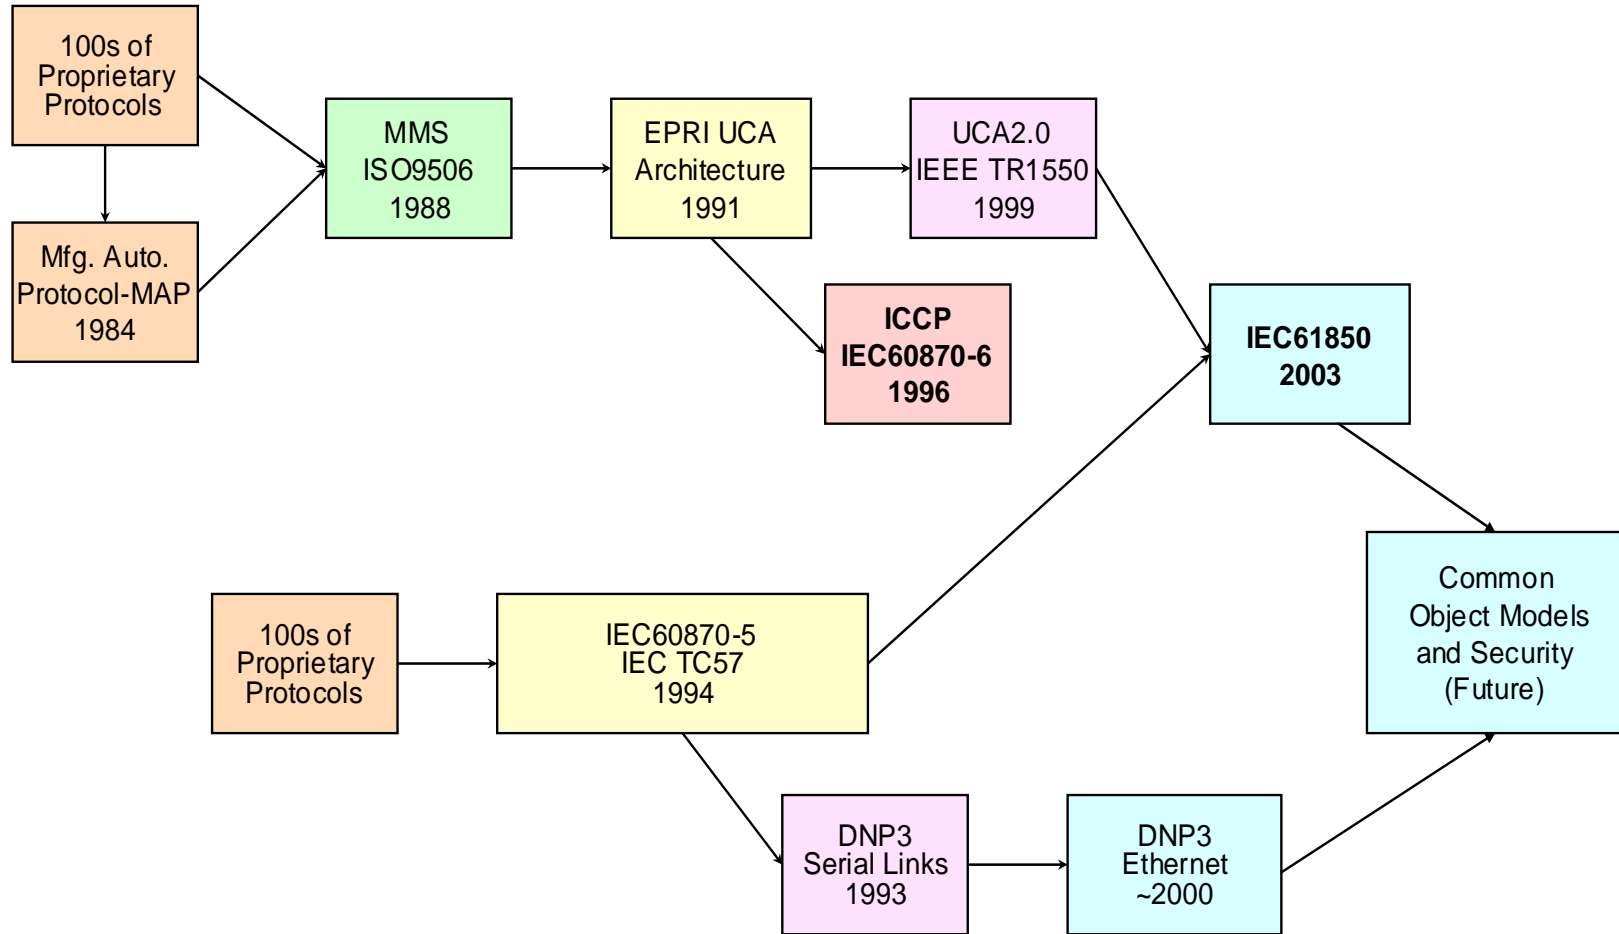 100s of
Proprietary
Protocols
Mfg. Auto.
Protocol-MAP
1984
MMS
ISO9506
1988
EPRI UCA
Architecture
1991
UCA2.0
IEEE TR1550
1999
ICCP
IEC60870-6
1996
IEC61850
2003
Common
Object Models
and Security
(Future)
100s of
Proprietary
Protocols
IEC60870-5
IEC TC57
1994
DNP3
Serial Links
1993
DNP3
Ethernet
~2000